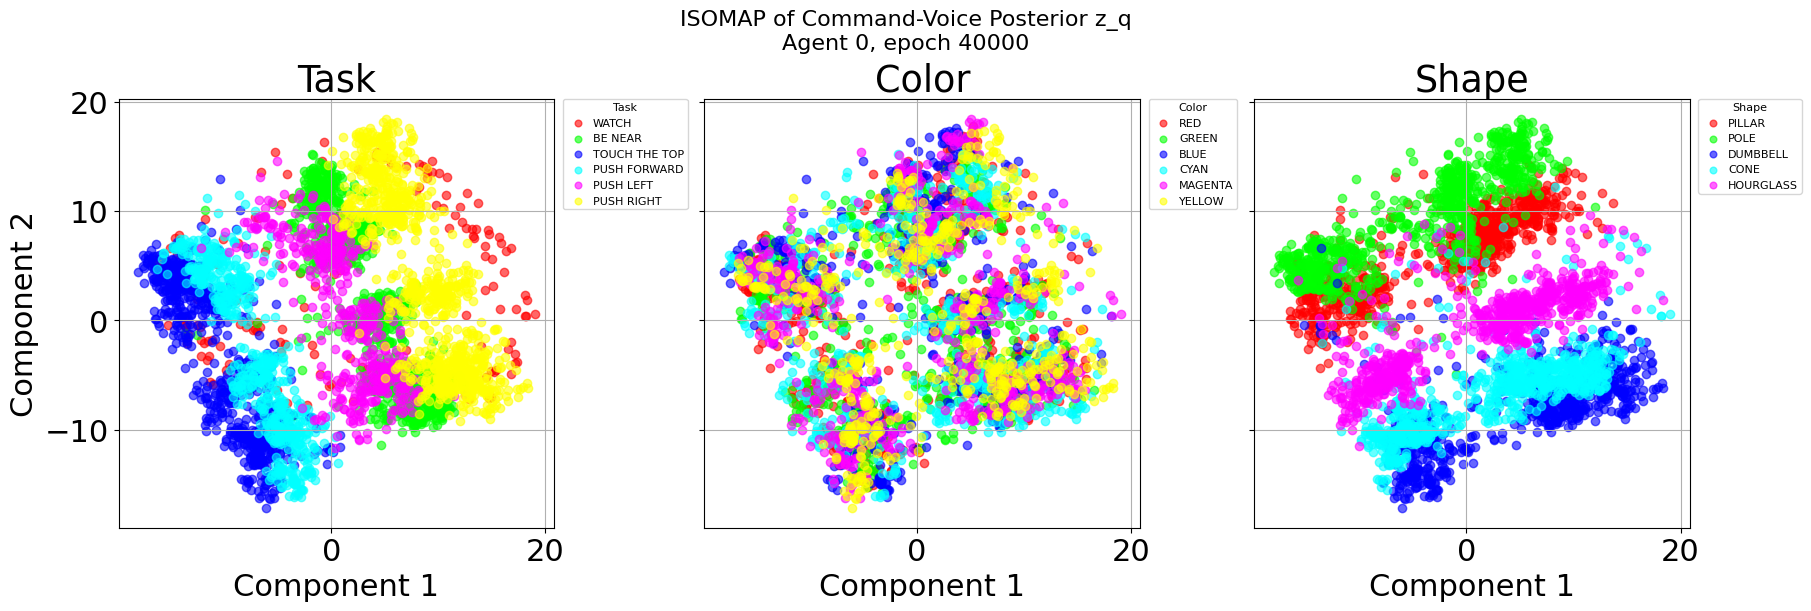 ISOMAP of Command-Voice Posterior z_q
Agent 0, epoch 40000
Task
Color
Shape
Task
WATCH
BE NEAR
TOUCH THE TOP
PUSH FORWARD
PUSH LEFT
PUSH RIGHT
Color
RED
GREEN
BLUE
CYAN
MAGENTA
YELLOW
Shape
PILLAR
POLE
DUMBBELL
CONE
HOURGLASS
Component 2
20
10
0
−10
0 20
0 20
0 20
Component 1
Component 1
Component 1